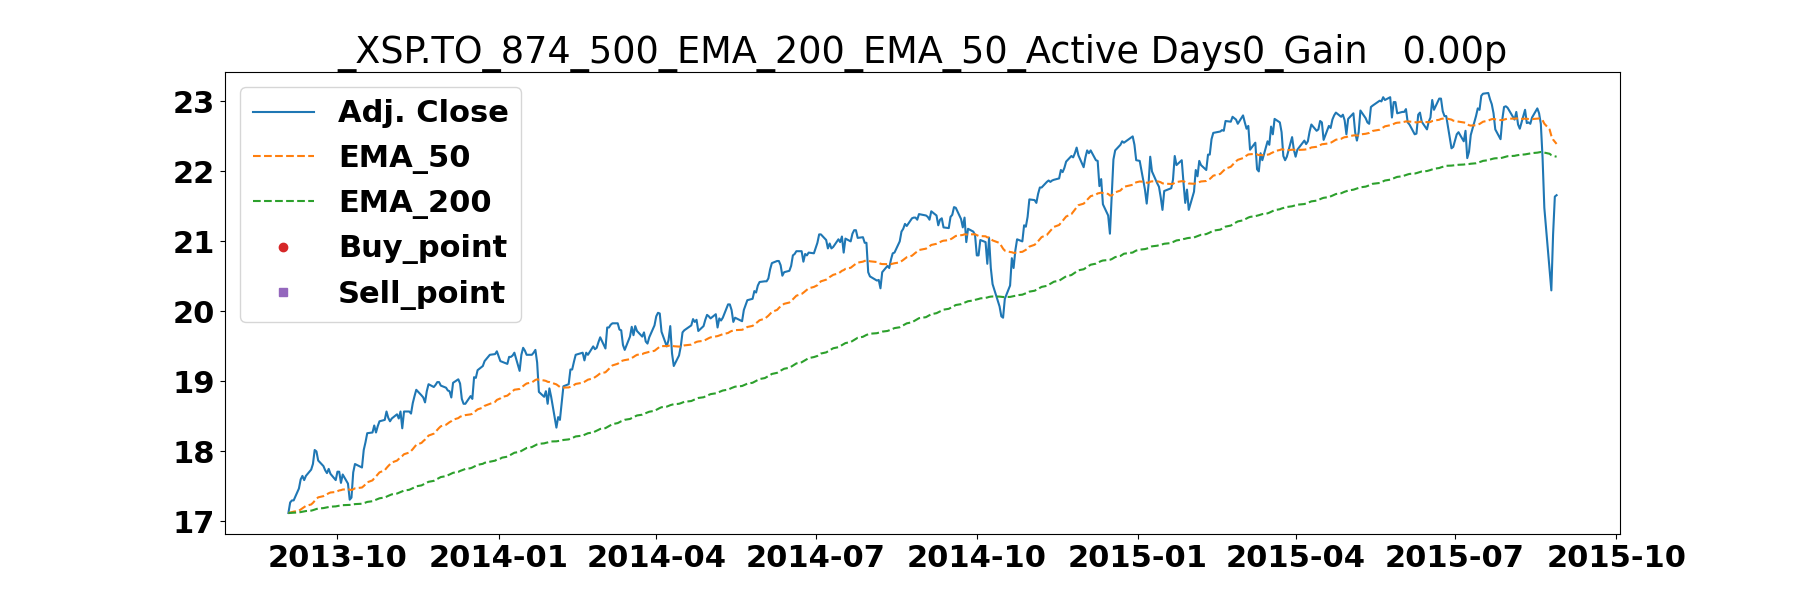 _XSP.TO_874_500_EMA_200_EMA_50_Active Days0_Gain   0.00p
Adj. Close
EMA_50
EMA_200
Buy_point
Sell_point
23
22
21
20
19
18
17
2013-10 2014-01 2014-04 2014-07 2014-10 2015-01 2015-04 2015-07 2015-10